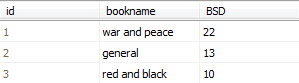 id bookname BSD
1 war and peace 22
2 general 13
3 red and black 10